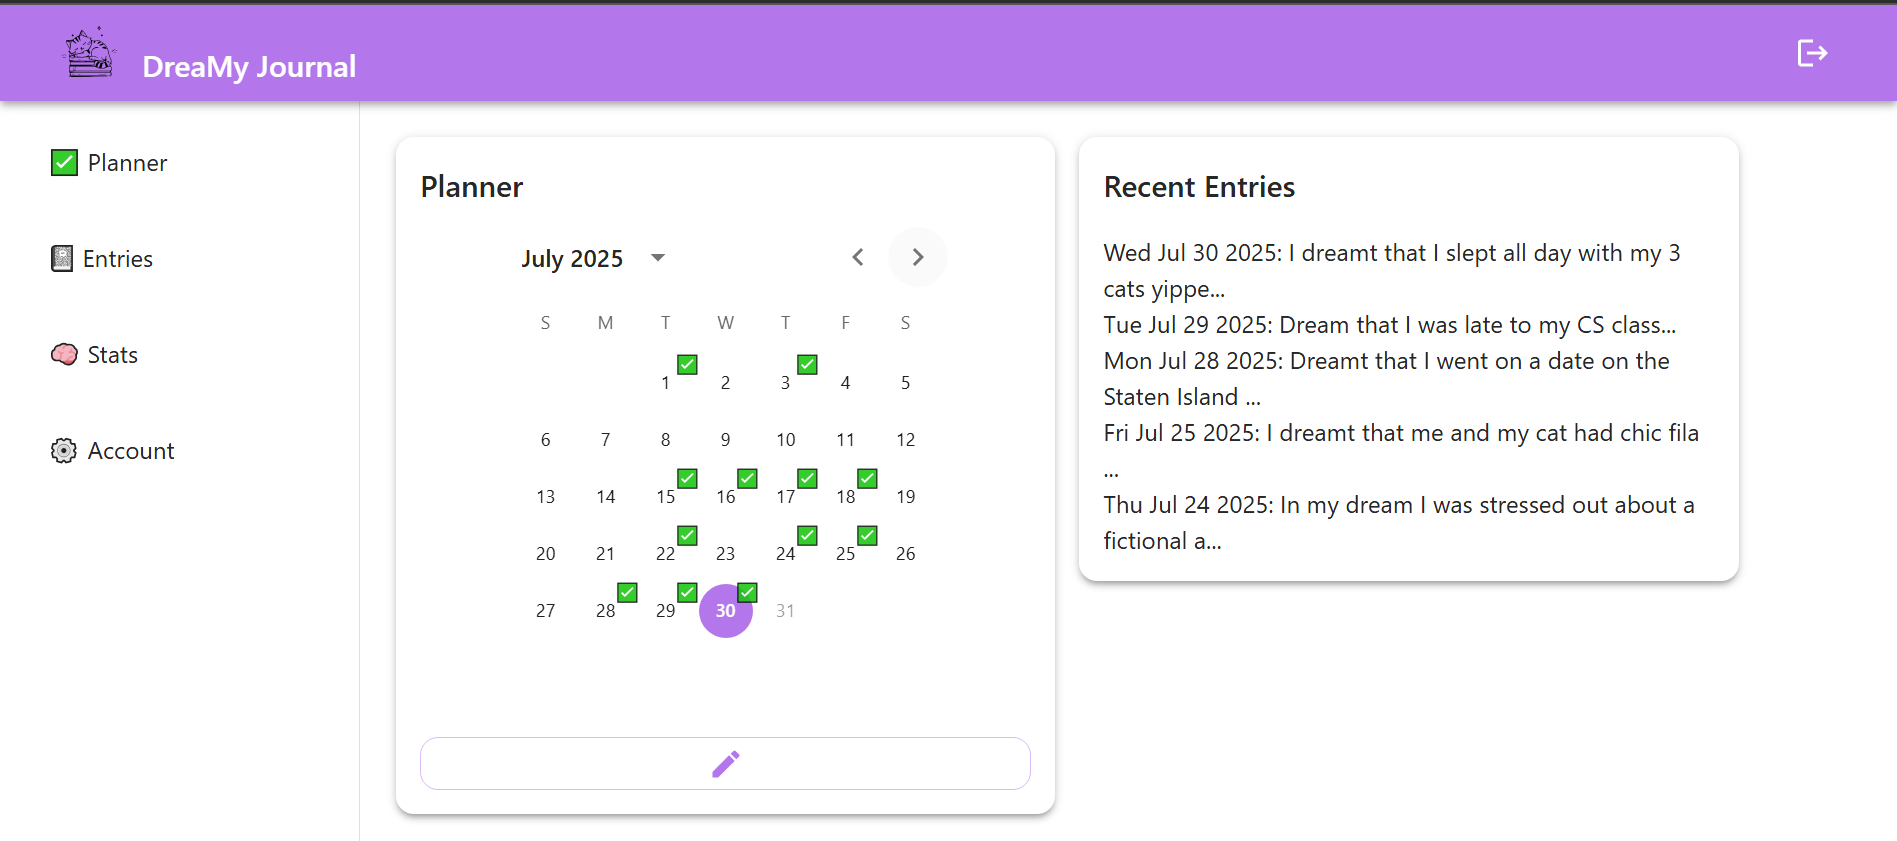 DreaMy Journal
Planner
Entries
Stats
Account
Planner
July 2025
S M T W T F S
1 2 3 4 5
6 7 8 9 10 11 12
13 14 15 16 17 18 19
20 21 22 23 24 25 26
27 28 29 30 31
Recent Entries
Wed Jul 30 2025: I dreamt that I slept all day with my 3
cats yippe...
Tue Jul 29 2025: Dream that I was late to my CS class...
Mon Jul 28 2025: Dreamt that I went on a date on the
Staten Island ...
Fri Jul 25 2025: I dreamt that me and my cat had chic fila
...
Thu Jul 24 2025: In my dream I was stressed out about a
fictional a...